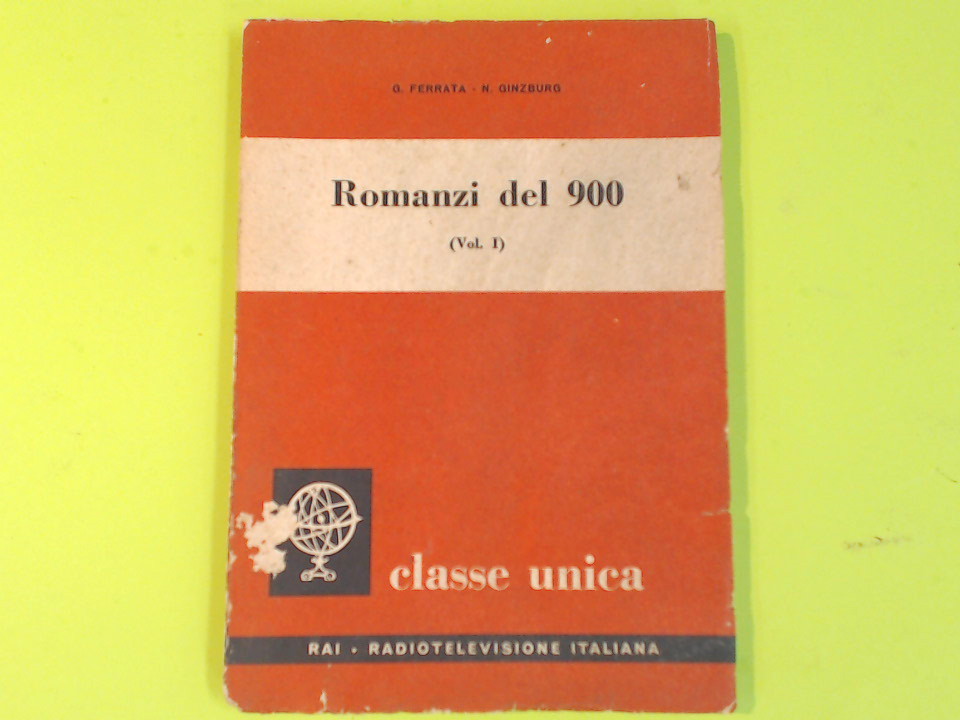 G. FERRATA - N. GINZBURG
Romanzi del 900
(Vol. I)
classe unica
RAI • RADIOTELEVISIONE ITALIANA